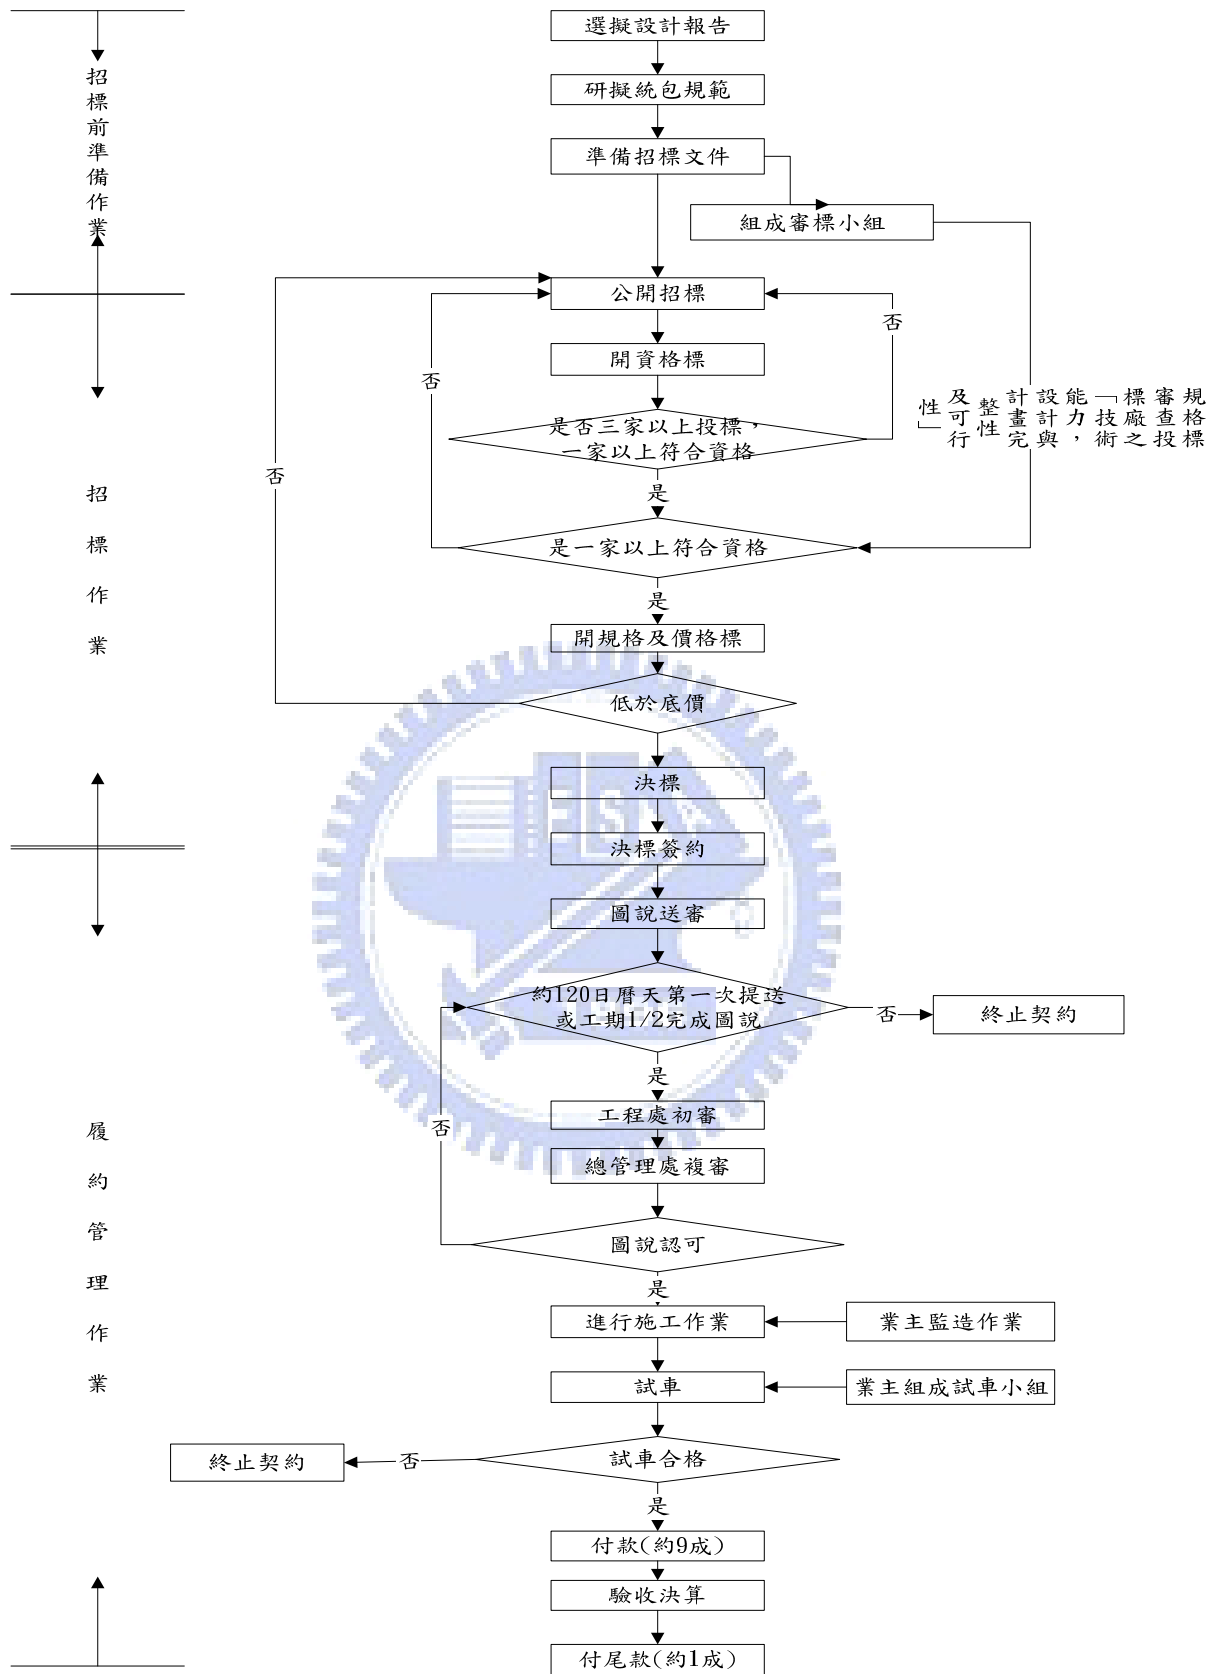 選擬設計報告
研擬統包規範
準備招標文件
組成審標小組
招標前準備作業
公開招標
否
開資格標
否
規格標
審查投
標廠之
「技術
能力,
設計與
計畫完
整性
及可行
性」
是否三家以上投標,
一家以上符合資格
否
是
招標作業
是一家以上符合資格
是
開規格及價格標
低於底價
決標
決標簽約
圖說送審
約120日曆天第一次提送
或工期1/2完成圖說
否
終止契約
是
工程處初審
否
總管理處複審
履約管理作業
圖說認可
是
進行施工作業
業主監造作業
試車
業主組成試車小組
試車合格
否
終止契約
是
付款(約9成)
驗收決算
付尾款(約1成)